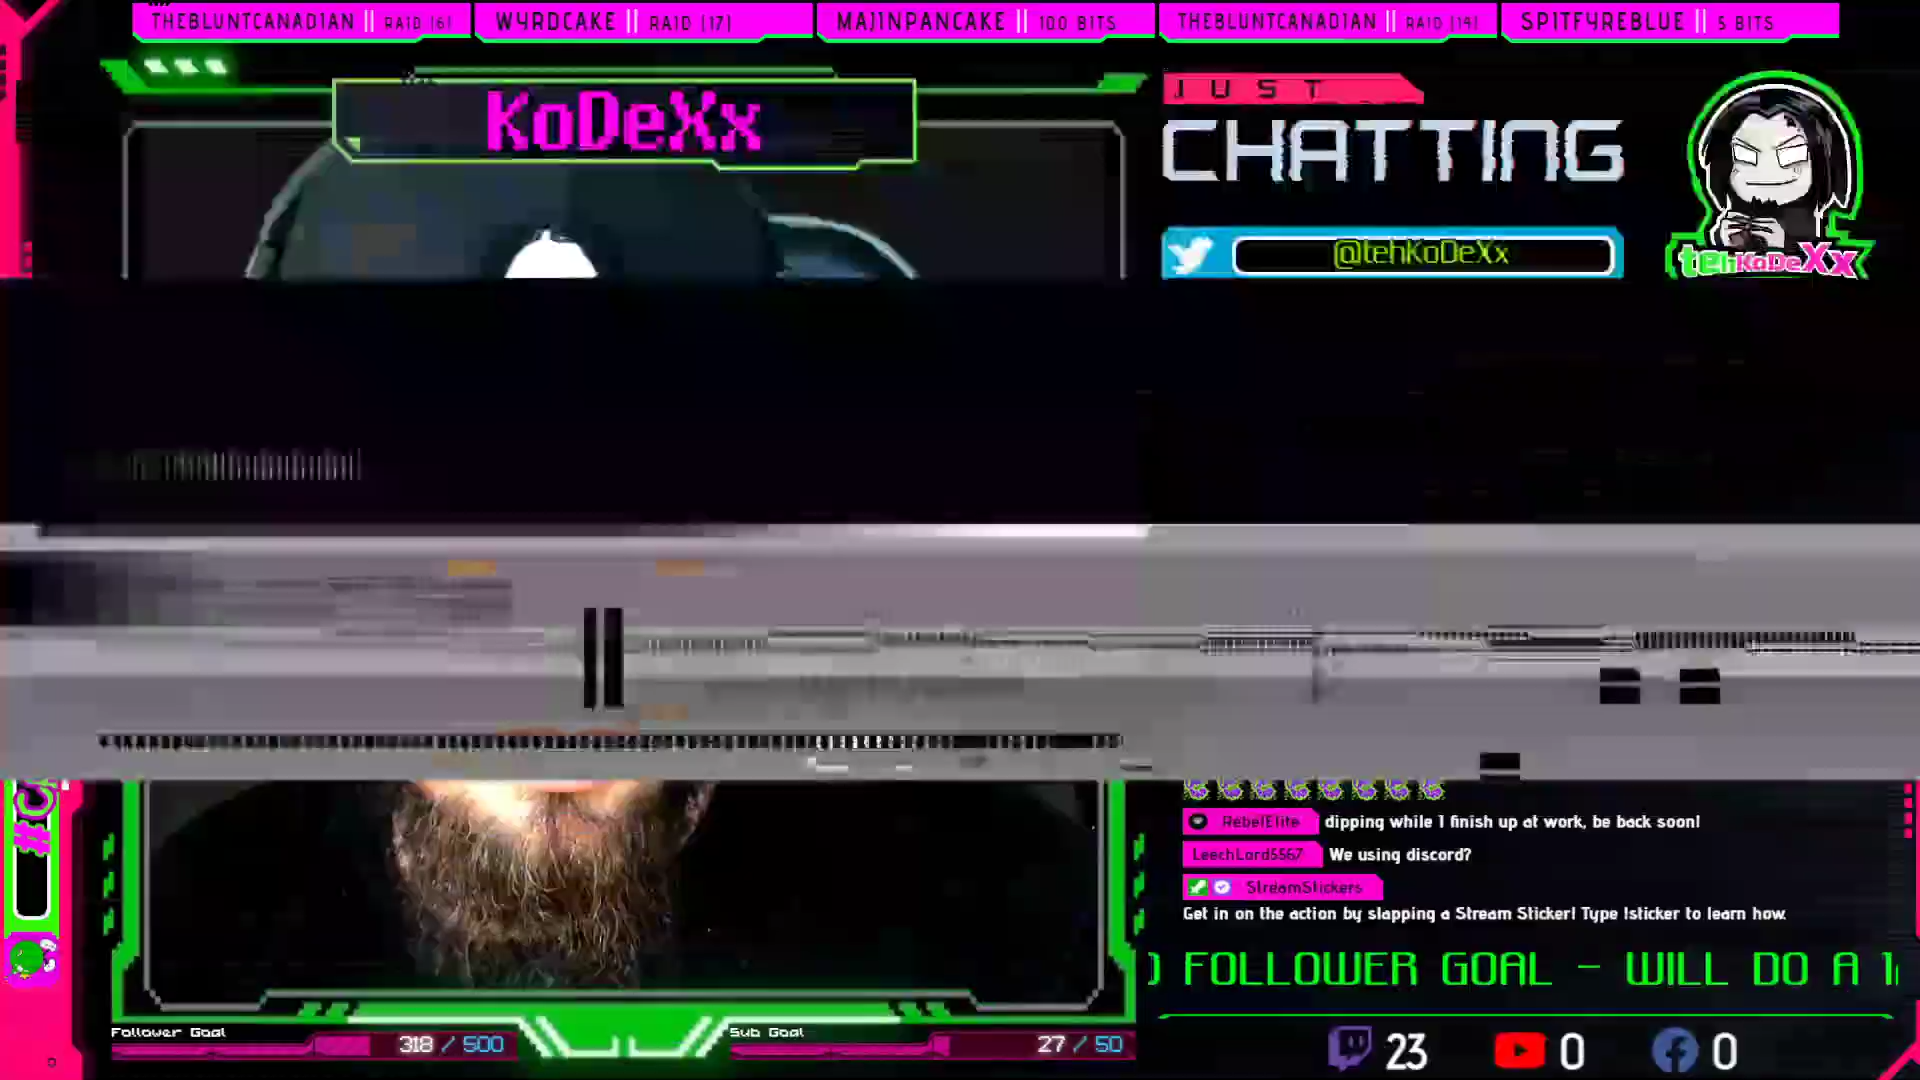 THEBLUNTCANADIAN || RAID (6)
W4RDCAKE || RAID (17)
MAJINPANCAKE || 100 BITS
THEBLUNTCANADIAN || RAID (14)
SPITFYREBLUE || 5 BITS
KoDeXx
JUST
CHATTING
@tehKoDeXx
tehKoDeXx
RebelElite dipping while I finish up at work, be back soon!
LeechLord5567 We using discord?
StreamStickers
Get in on the action by slapping a Stream Sticker! Type !sticker to learn how.
FOLLOWER GOAL - WILL DO A
Follower Goal
318 / 500
Sub Goal
27 / 50
23
0
0